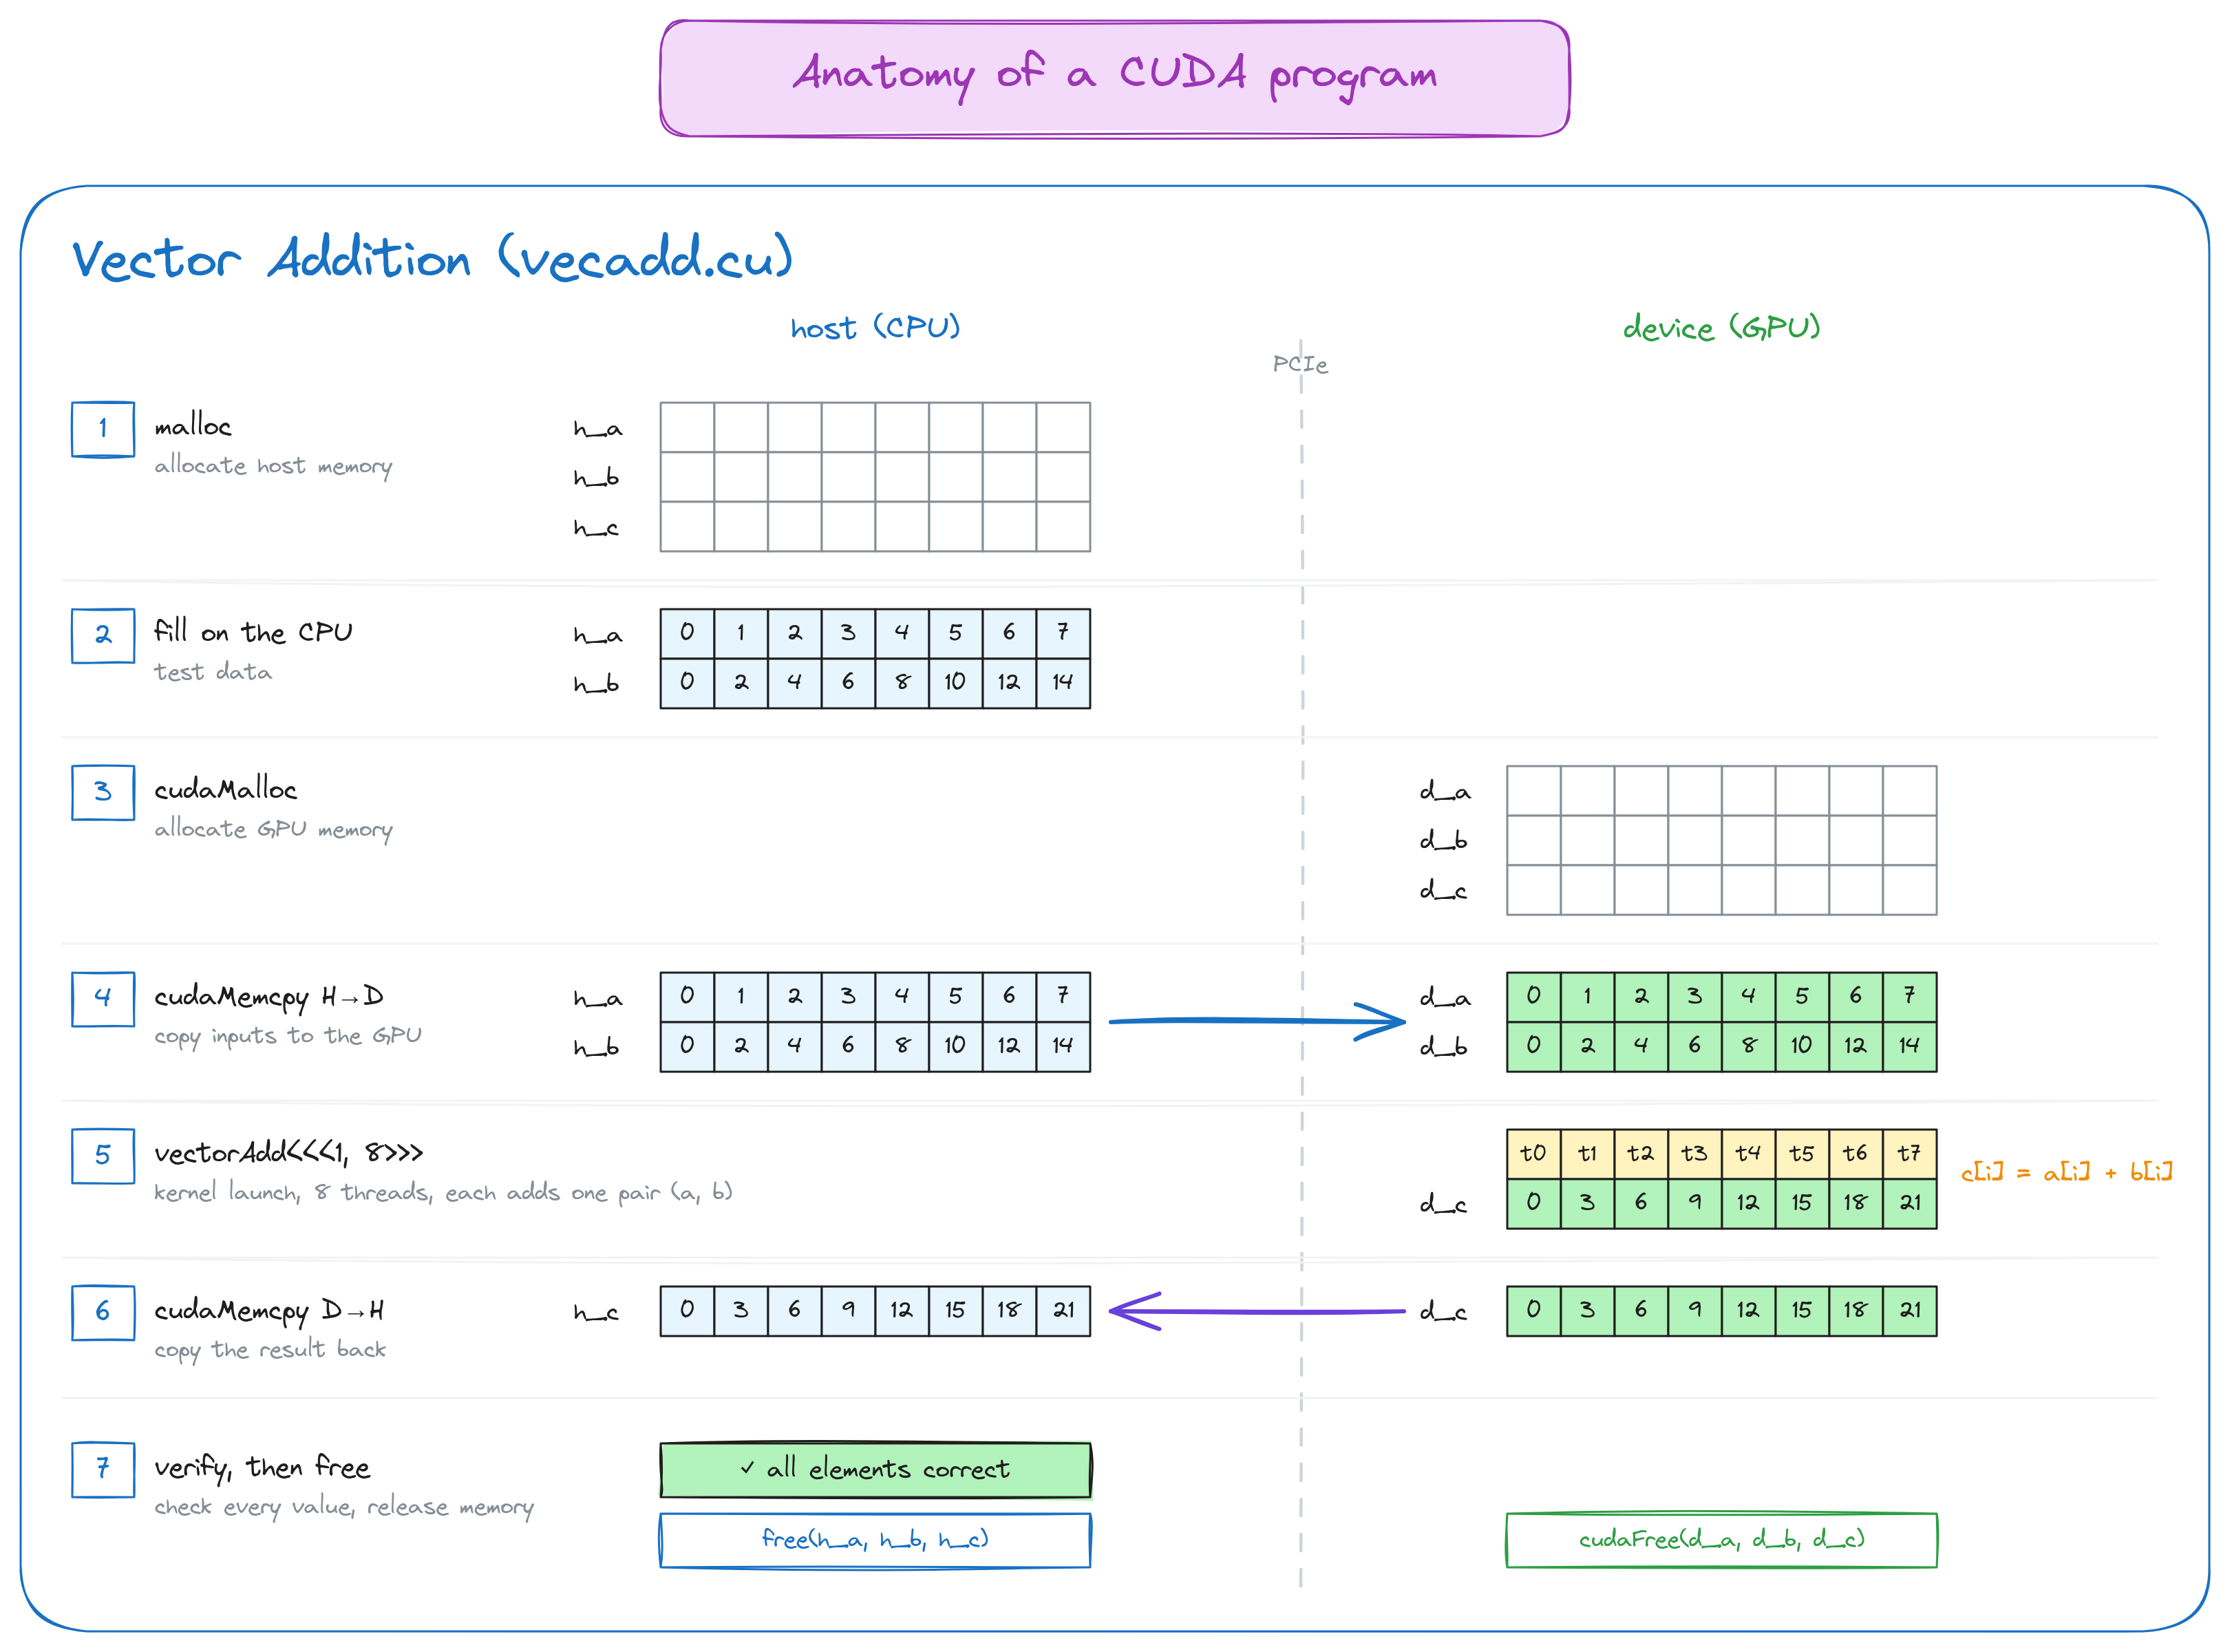 Anatomy of a CUDA program
Vector Addition (vecadd.cu)
host (CPU)
device (GPU)
PCIe
1
malloc
allocate host memory
h_a
h_b
h_c
2
fill on the CPU
test data
h_a 0 1 2 3 4 5 6 7
h_b 0 2 4 6 8 10 12 14
3
cudaMalloc
allocate GPU memory
d_a
d_b
d_c
4
cudaMemcpy H→D
copy inputs to the GPU
h_a 0 1 2 3 4 5 6 7
h_b 0 2 4 6 8 10 12 14
d_a 0 1 2 3 4 5 6 7
d_b 0 2 4 6 8 10 12 14
5
vectorAdd<<<1, 8>>>
kernel launch, 8 threads, each adds one pair (a, b)
t0 t1 t2 t3 t4 t5 t6 t7
d_c 0 3 6 9 12 15 18 21
c[i] = a[i] + b[i]
6
cudaMemcpy D→H
copy the result back
h_c 0 3 6 9 12 15 18 21
d_c 0 3 6 9 12 15 18 21
7
verify, then free
check every value, release memory
✓ all elements correct
free(h_a, h_b, h_c)
cudaFree(d_a, d_b, d_c)